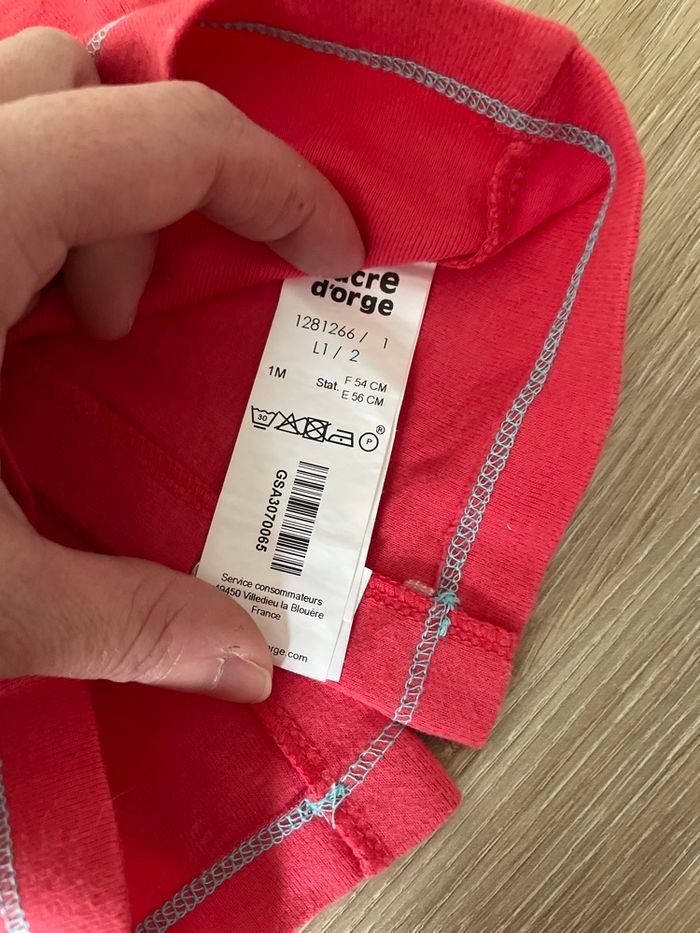 d'orge
1281266 / 1
L1 / 2
1M
Stat. F 54 CM
E 56 CM
30
P
®
GSA3070065
Service consommateurs
49450 Villedieu la Blouère
France